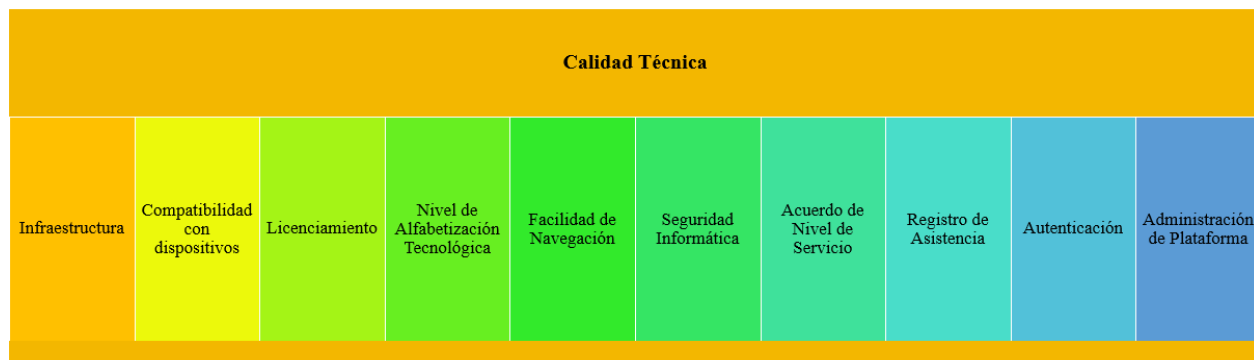 Calidad Técnica
Infraestructura
Compatibilidad
con
dispositivos
Licenciamiento
Nivel de
Alfabetización
Tecnológica
Facilidad de
Navegación
Seguridad
Informática
Acuerdo de
Nivel de
Servicio
Registro de
Asistencia
Autenticación
Administración
de Plataforma